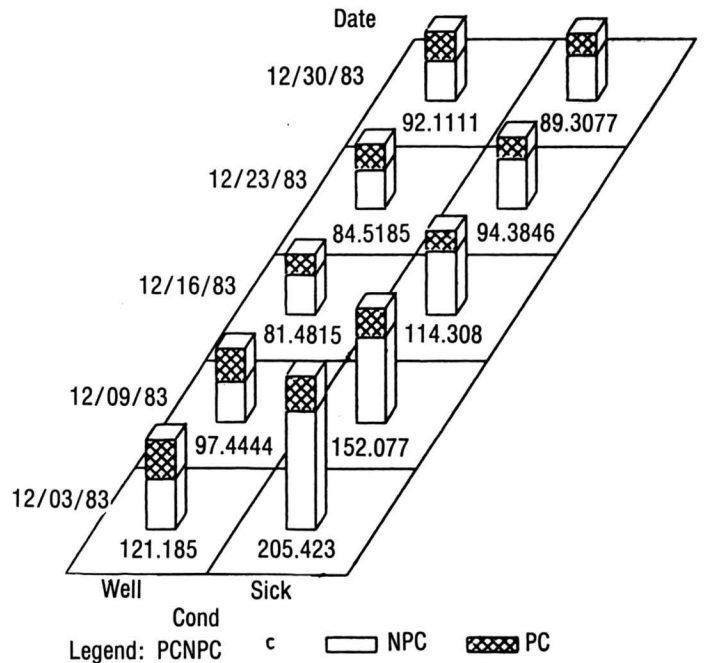 Date
12/30/83
92.1111 89.3077
12/23/83
84.5185 94.3846
12/16/83
81.4815 114.308
12/09/83
97.4444 152.077
12/03/83
121.185 205.423
Well Sick
Cond
Legend: PCNPC c NPC PC